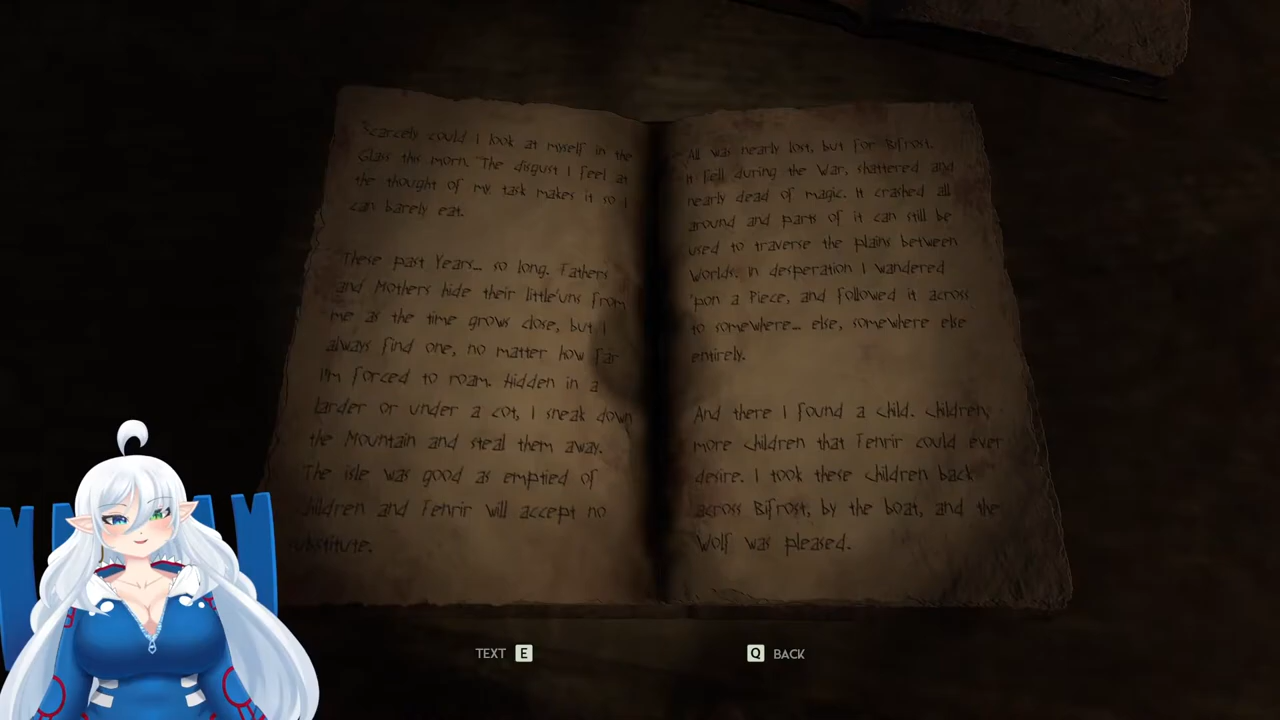 Scarcely could I look at myself in the
Glass this morn. The disgust I feel at
the thought of my task makes it so I
can barely eat.
These past Years... so long. Fathers
and Mothers hide their little'uns from
me as the time grows close, but I
always find one, no matter how far
I'm forced to roam. Hidden in a
larder or under a cot, I sneak down
the Mountain and steal them away.
The isle was good as emptied of
children and Fenrir will accept no
substitute.
All was nearly lost, but for Bifrost.
It fell during the War, shattered and
nearly dead of magic. It crashed all
around and parts of it can still be
used to traverse the plains between
Worlds. In desperation I wandered
'pon a Piece, and followed it across
to somewhere... else, somewhere else
entirely.
And there I found a child. Children,
more children that Fenrir could ever
desire. I took these children back
across Bifrost, by the boat, and the
Wolf was pleased.
TEXT E
Q BACK